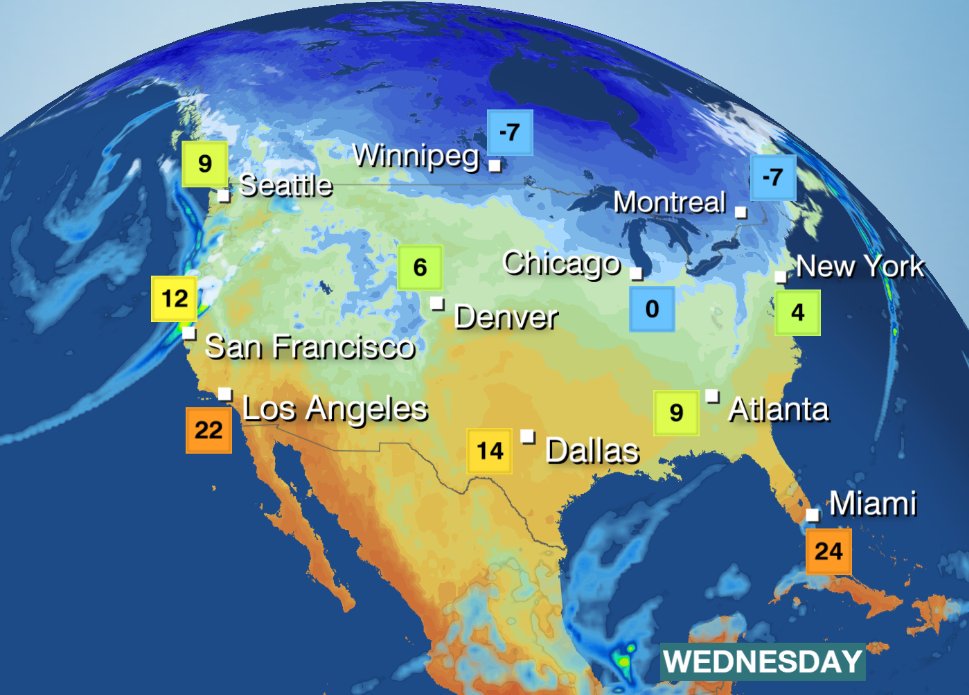 -7
Winnipeg
9
Seattle
-7
Montreal
6
Chicago
New York
12
Denver
0
4
San Francisco
Los Angeles
22
9
Atlanta
14
Dallas
Miami
24
WEDNESDAY